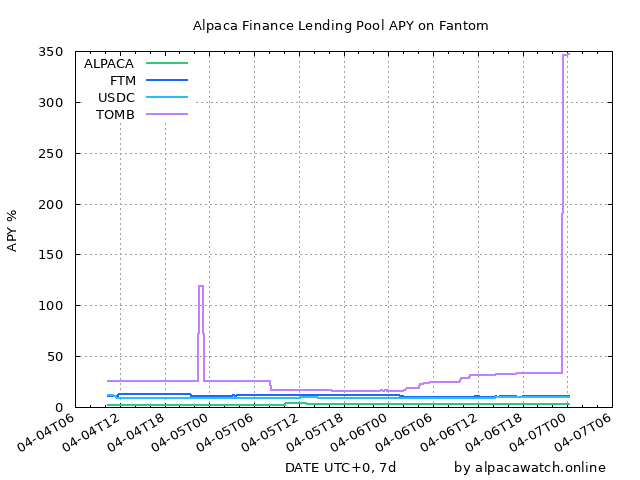 Alpaca Finance Lending Pool APY on Fantom
350
300
250
200
150
100
50
0
APY %
ALPACA
FTM
USDC
TOMB
04-04T06
04-04T12
04-04T18
04-05T00
04-05T06
04-05T12
04-05T18
04-06T00
04-06T06
04-06T12
04-06T18
04-07T00
04-07T06
DATE UTC+0, 7d
by alpacawatch.online